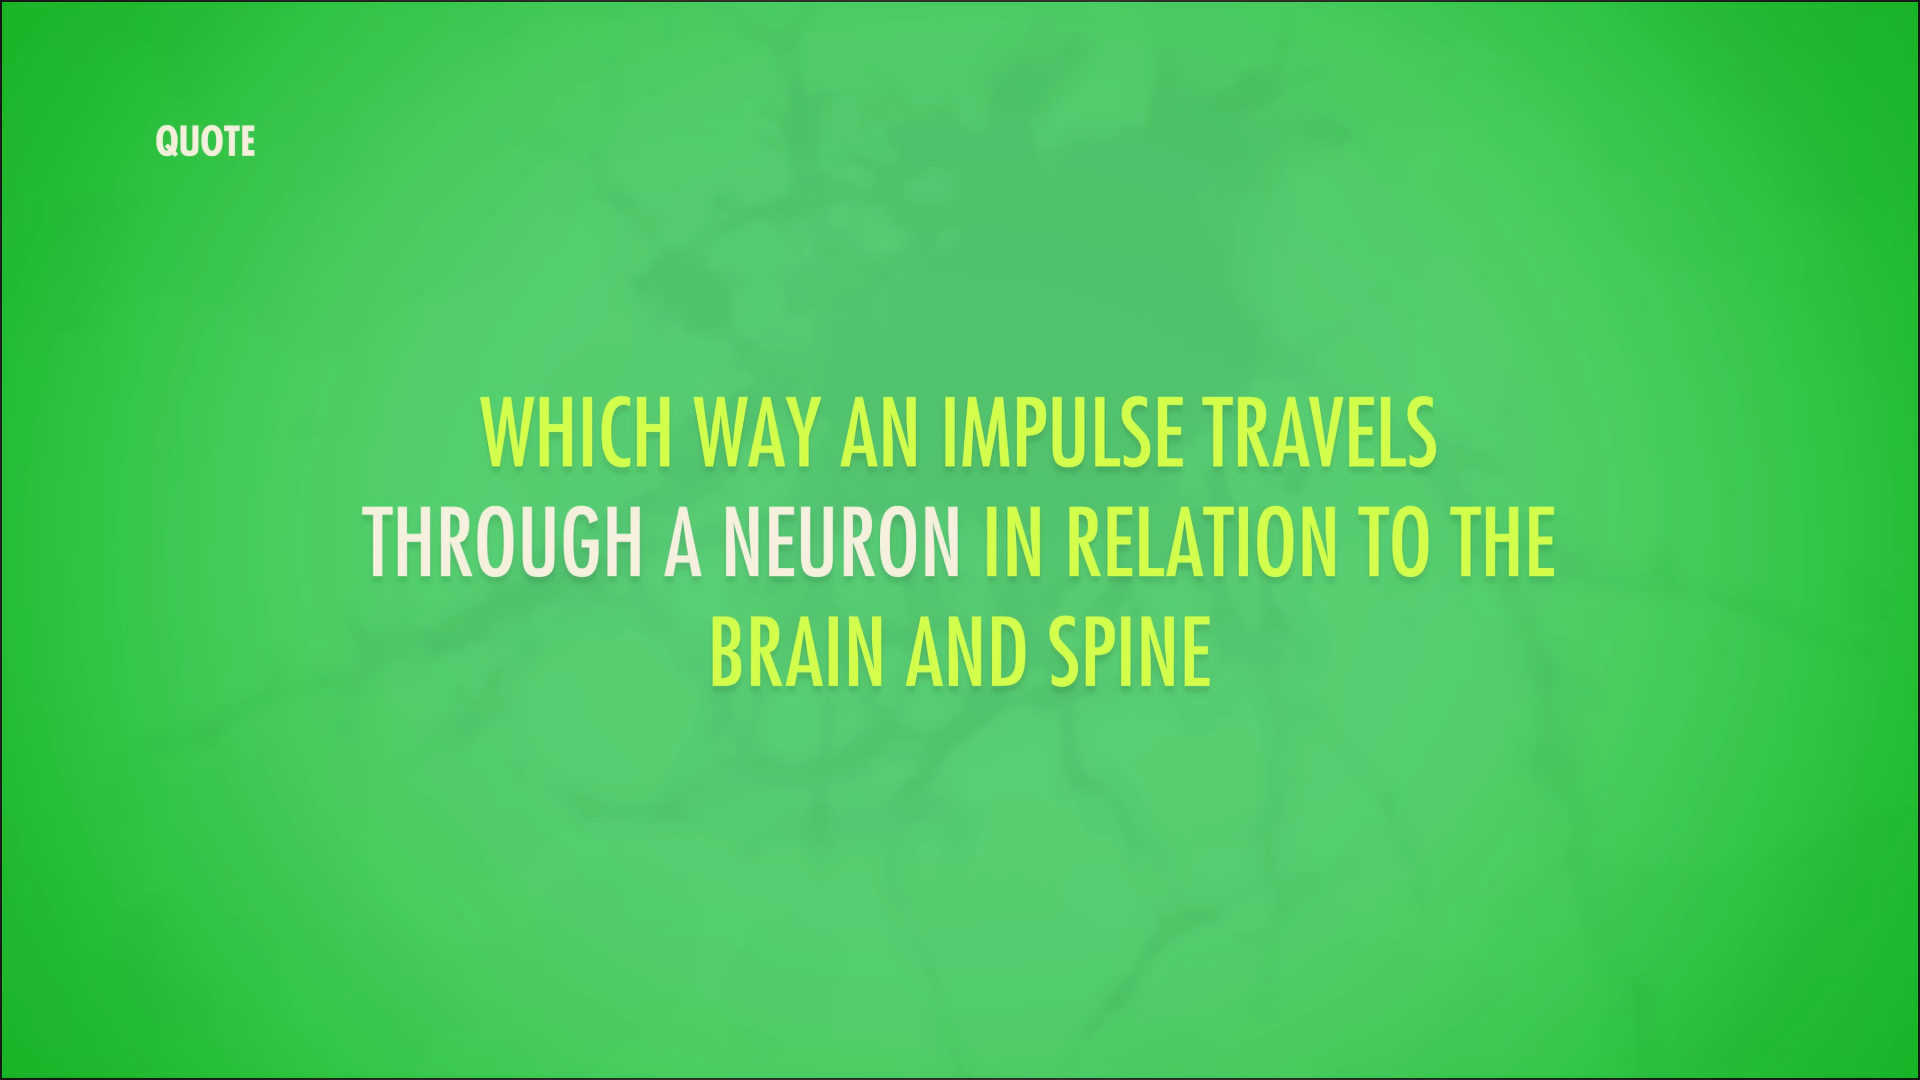 QUOTE
WHICH WAY AN IMPULSE TRAVELS
THROUGH A NEURON IN RELATION TO THE
BRAIN AND SPINE